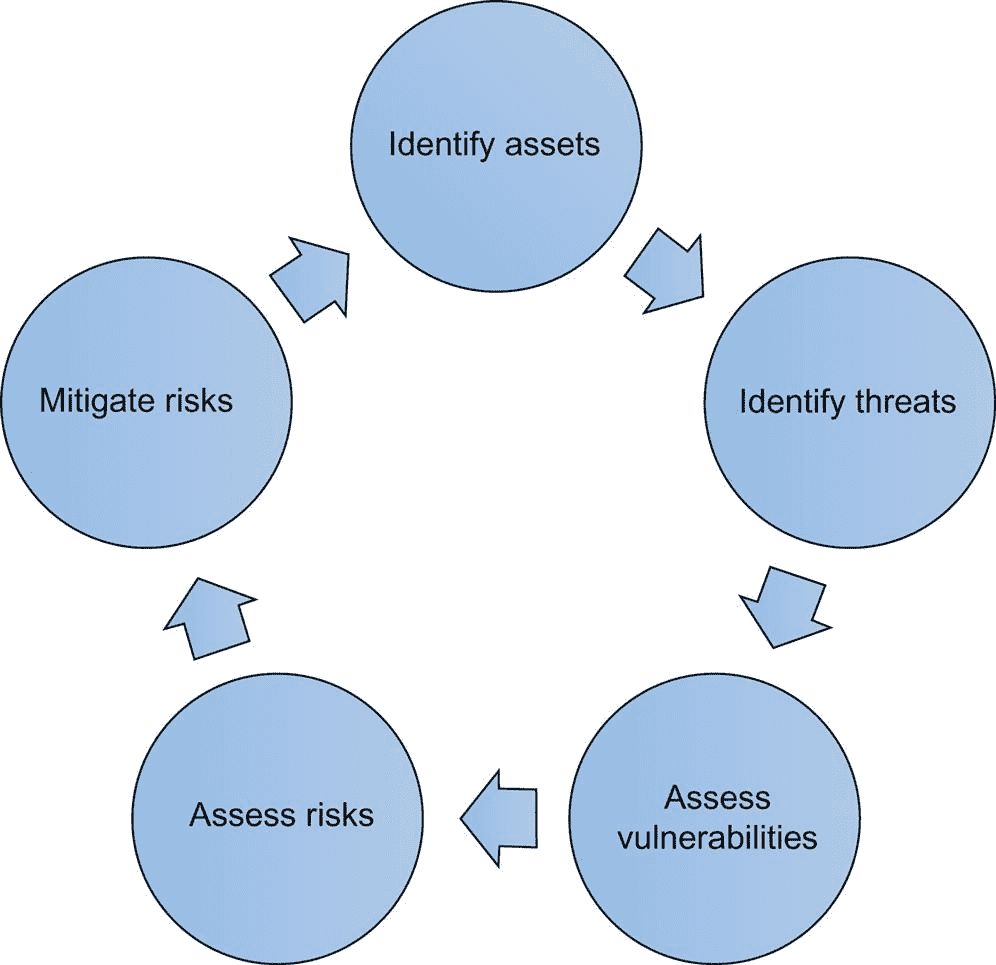 Identify assets
Identify threats
Assess
vulnerabilities
Assess risks
Mitigate risks